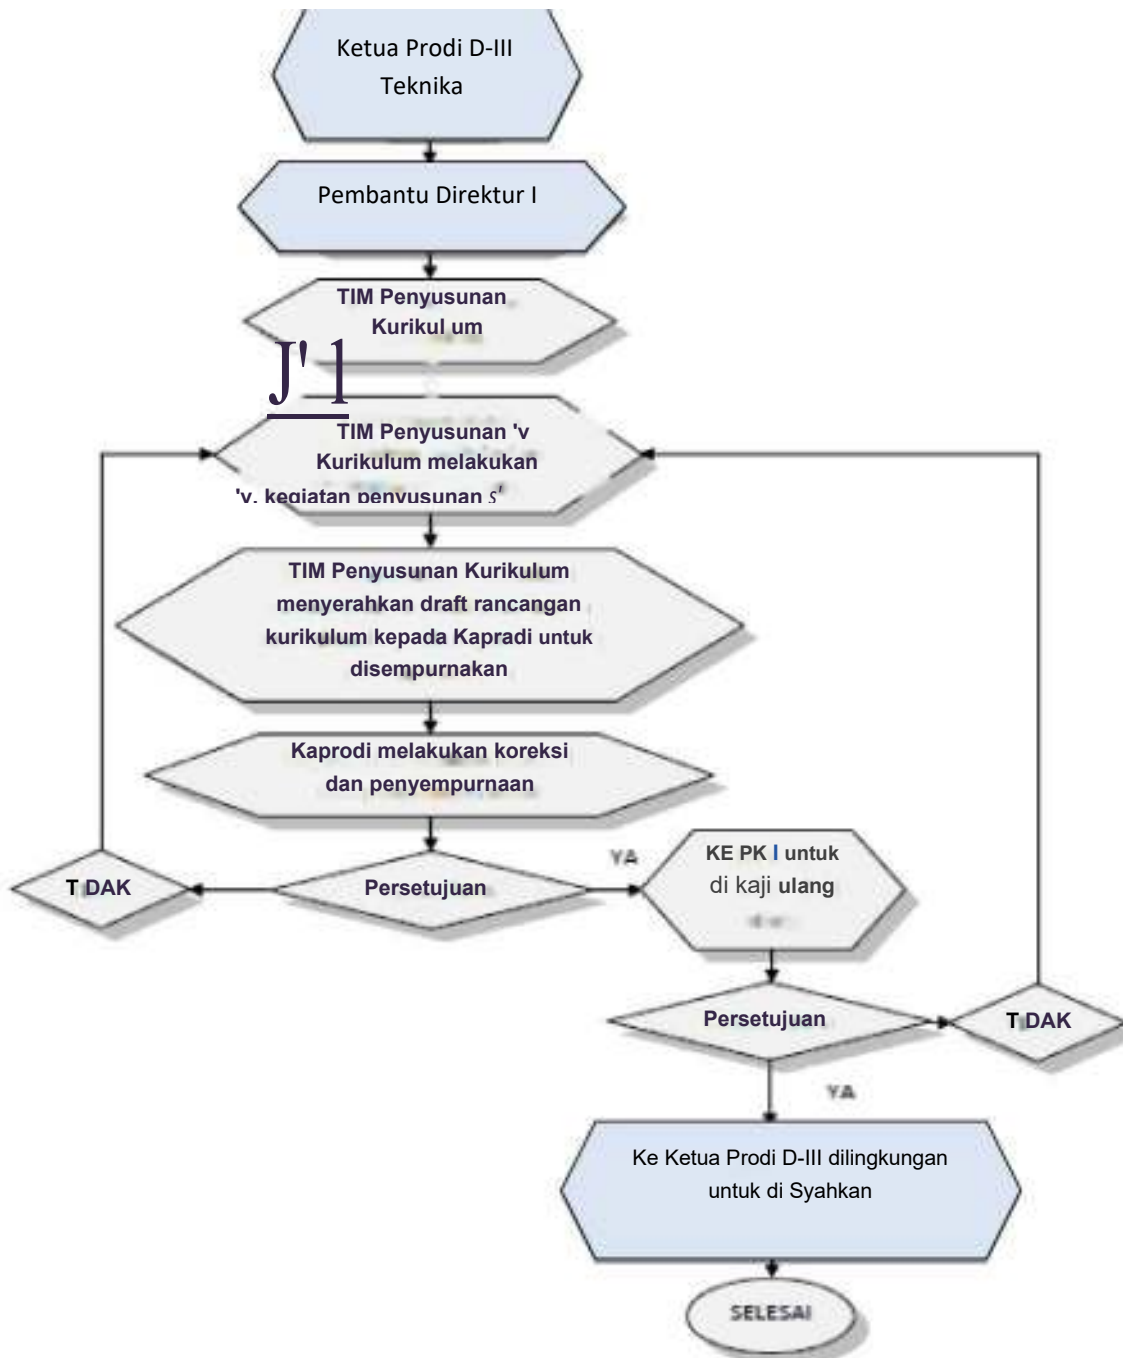 Ketua Prodi D-III
Teknika
Pembantu Direktur I
TIM Penyusunan
Kurikul um
J' 1
TIM Penyusunan 'v
Kurikulum melakukan
'v. kegiatan penyusunan s'
TIM Penyusunan Kurikulum
menyerahkan draft rancangan
kurikulum kepada Kapradi untuk
disempurnakan
Kaprodi melakukan koreksi
dan penyempurnaan
YA
KE PK I untuk
di kaji ulang
T DAK
Persetujuan
Persetujuan
T DAK
YA
Ke Ketua Prodi D-III dilingkungan
untuk di Syahkan
SELESAI